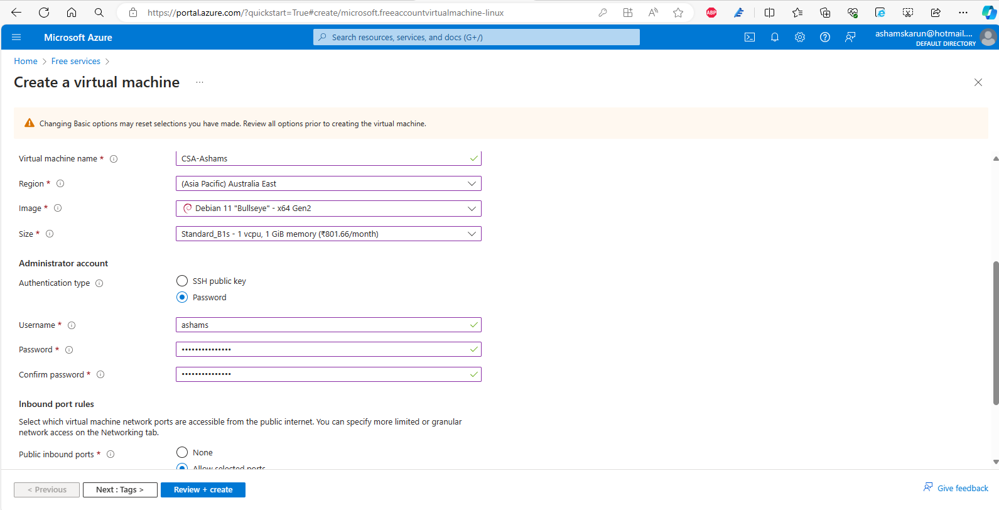 https://portal.azure.com/?quickstart=True#create/microsoft.freeaccountvirtualmachine-linux
ABP
Microsoft Azure
Search resources, services, and docs (G+/)
ashamskarun@hotmail....
DEFAULT DIRECTORY
Home > Free services >
Create a virtual machine ...
Changing Basic options may reset selections you have made. Review all options prior to creating the virtual machine.
Virtual machine name * CSA-Ashams
Region * (Asia Pacific) Australia East
Image * Debian 11 "Bullseye" - x64 Gen2
Size * Standard_B1s - 1 vcpu, 1 GiB memory (₹801.66/month)
Administrator account
Authentication type SSH public key
Password
Username * ashams
Password * •••••••••••••••
Confirm password * •••••••••••••••
Inbound port rules
Select which virtual machine network ports are accessible from the public internet. You can specify more limited or granular
network access on the Networking tab.
Public inbound ports * None
Allow selected ports
< Previous Next : Tags > Review + create Give feedback